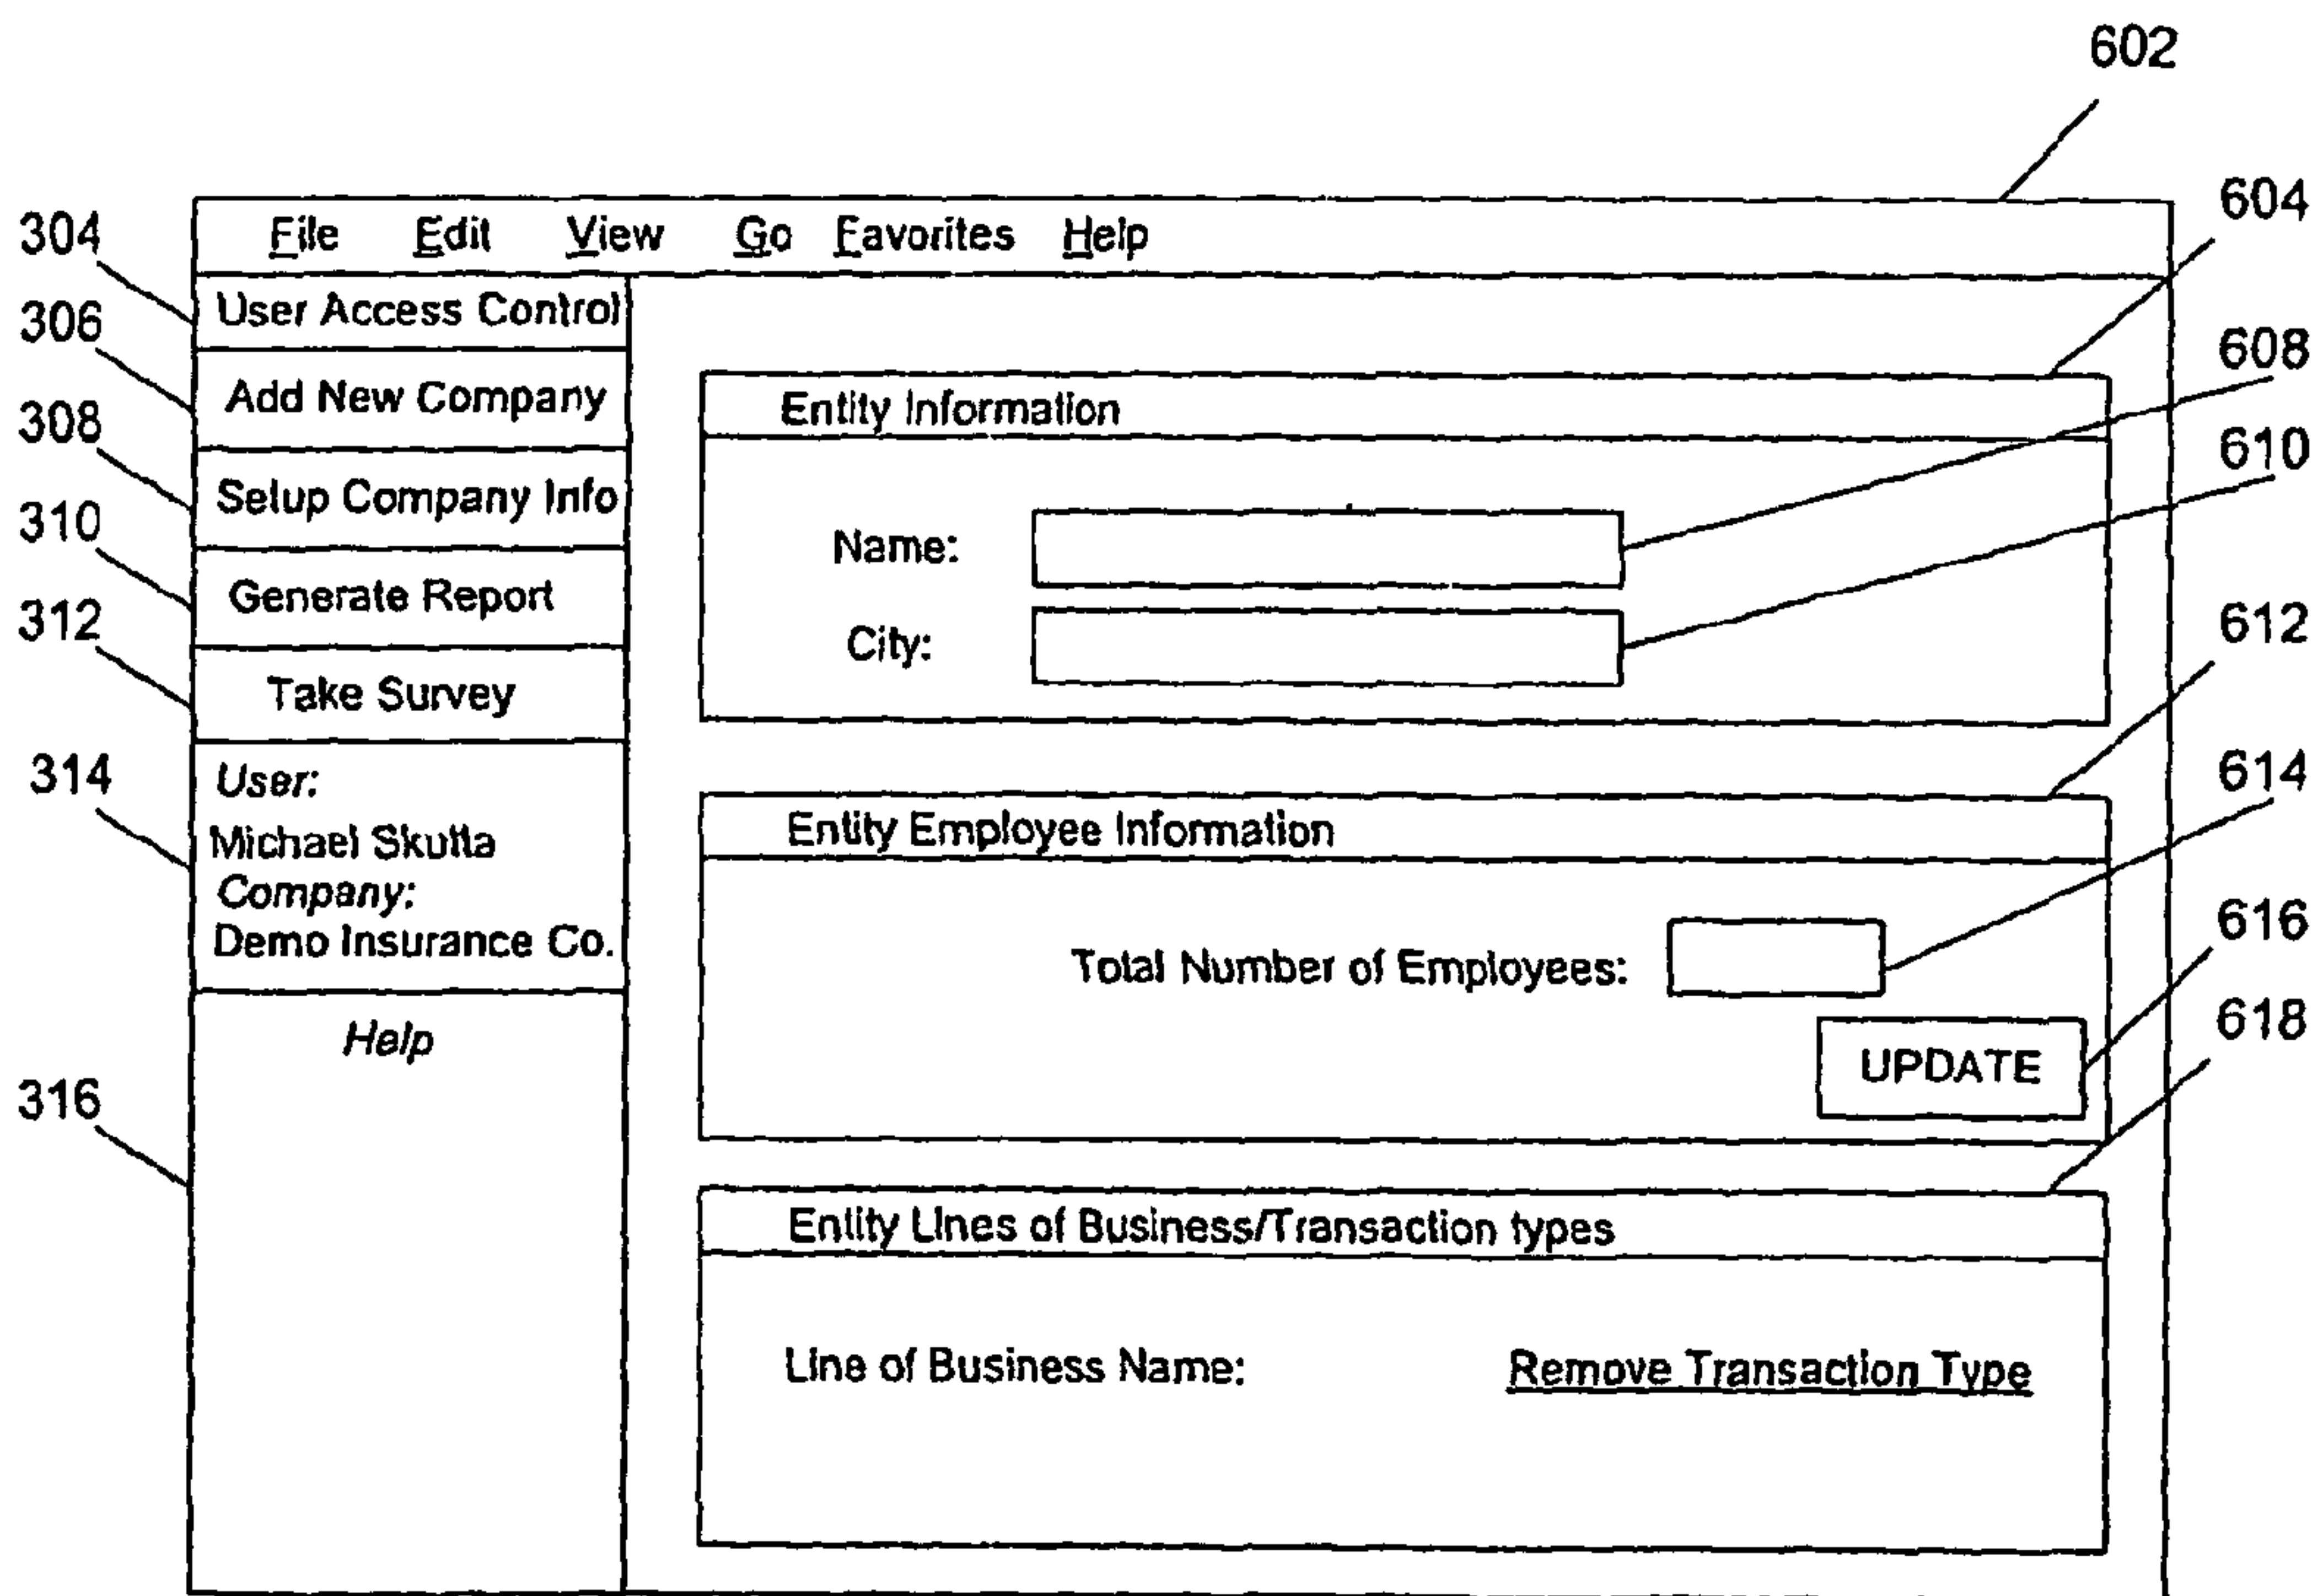 602
File Edit View Go Favorites Help
304
User Access Control
604
306
Add New Company
608
Entity Information
308
Setup Company Info
610
Name:
310
Generate Report
City:
312
Take Survey
612
314
User:
Michael Skutta
Company:
Demo Insurance Co.
614
Entity Employee Information
616
Total Number of Employees:
618
UPDATE
Help
316
Entity Lines of Business/Transaction types
Line of Business Name: Remove Transaction Type